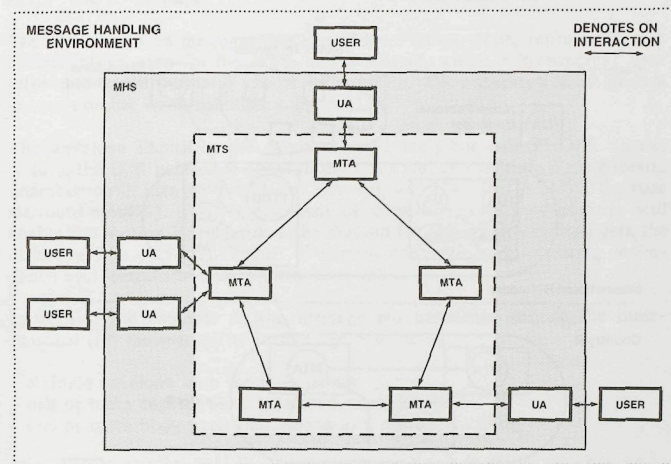 MESSAGE HANDLING
ENVIRONMENT
DENOTES ON
INTERACTION
USER
MHS
UA
MTS
MTA
USER
UA
MTA
MTA
USER
UA
MTA
MTA
UA
USER